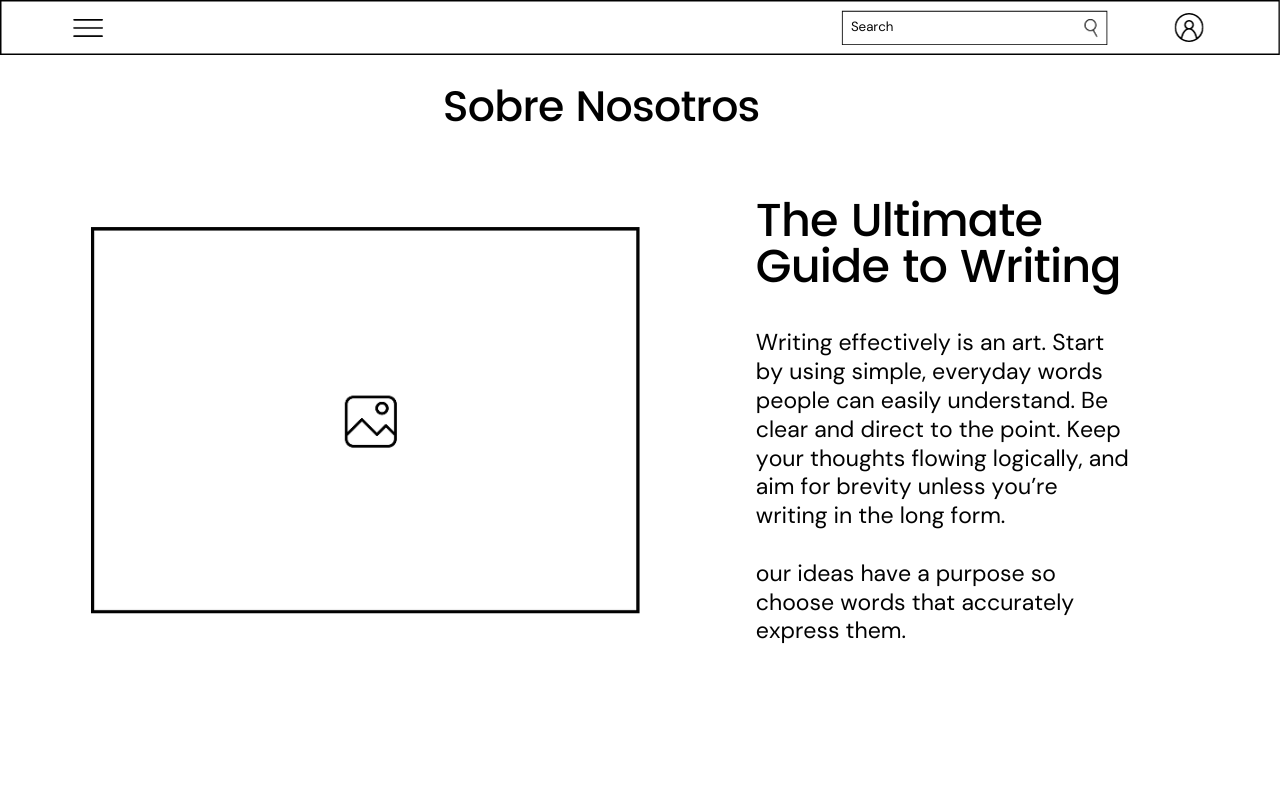 Search
Sobre Nosotros
The Ultimate
Guide to Writing
Writing effectively is an art. Start
by using simple, everyday words
people can easily understand. Be
clear and direct to the point. Keep
your thoughts flowing logically, and
aim for brevity unless you’re
writing in the long form.
our ideas have a purpose so
choose words that accurately
express them.